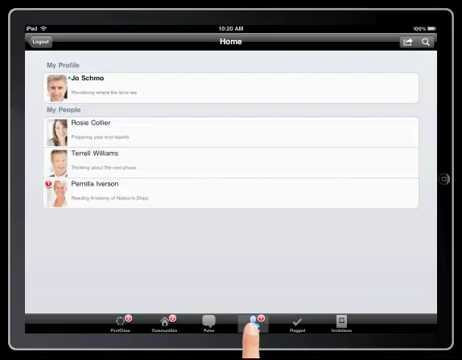 iPad 10:20 AM 100%
Logout Home
My Profile
Jo Schmo
Wondering where the tions are
My People
Rosie Collier
Preparing year end reports
Terrell Williams
Thinking about the next phase
Pernilla Iverson
Reading Anatomy of Nelson's Ships
FirstClass Communities Pulse Flagged Invitations